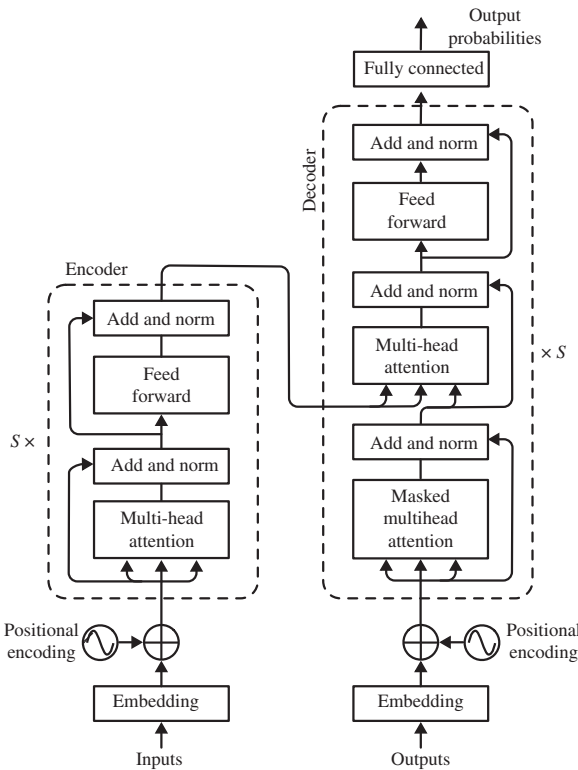 Output
probabilities
Fully connected
Decoder
Add and norm
Feed
forward
Add and norm
Multi-head
attention
× S
Add and norm
Masked
multihead
attention
Positional
encoding
Embedding
Outputs
Encoder
Add and norm
Feed
forward
S ×
Add and norm
Multi-head
attention
Positional
encoding
Embedding
Inputs